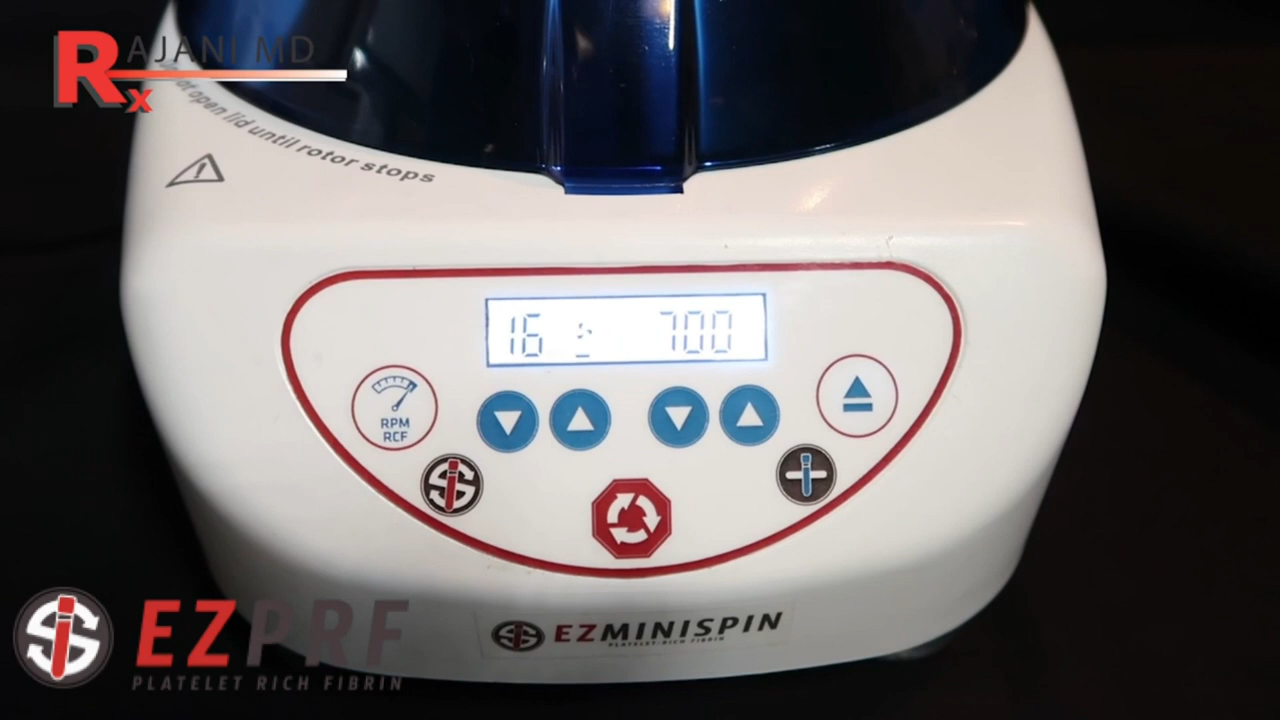 RAJANI MD
Rx
not open lid until rotor stops
16 700
RPM
RCF
EZMINISPIN
PLATELET RICH FIBRIN
EZPRF
PLATELET RICH FIBRIN